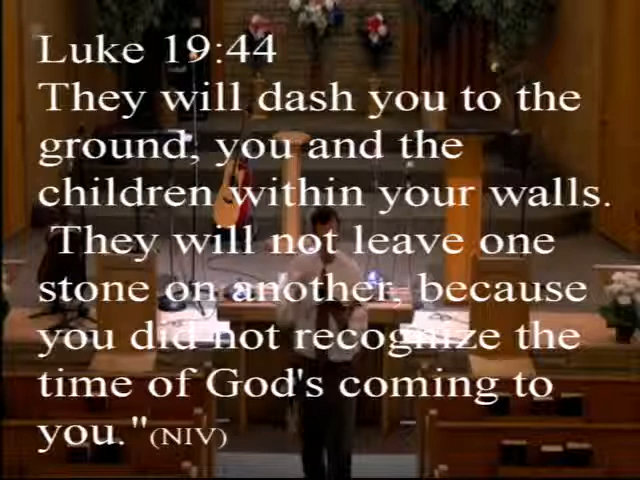 Luke 19:44
They will dash you to the
ground, you and the
children within your walls.
They will not leave one
stone on another, because
you did not recognize the
time of God's coming to
you."(NIV)